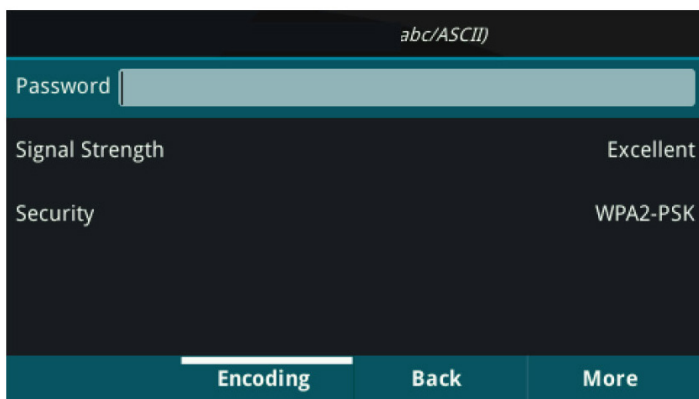 abc/ASCII)
Password
Signal Strength Excellent
Security WPA2-PSK
Encoding Back More